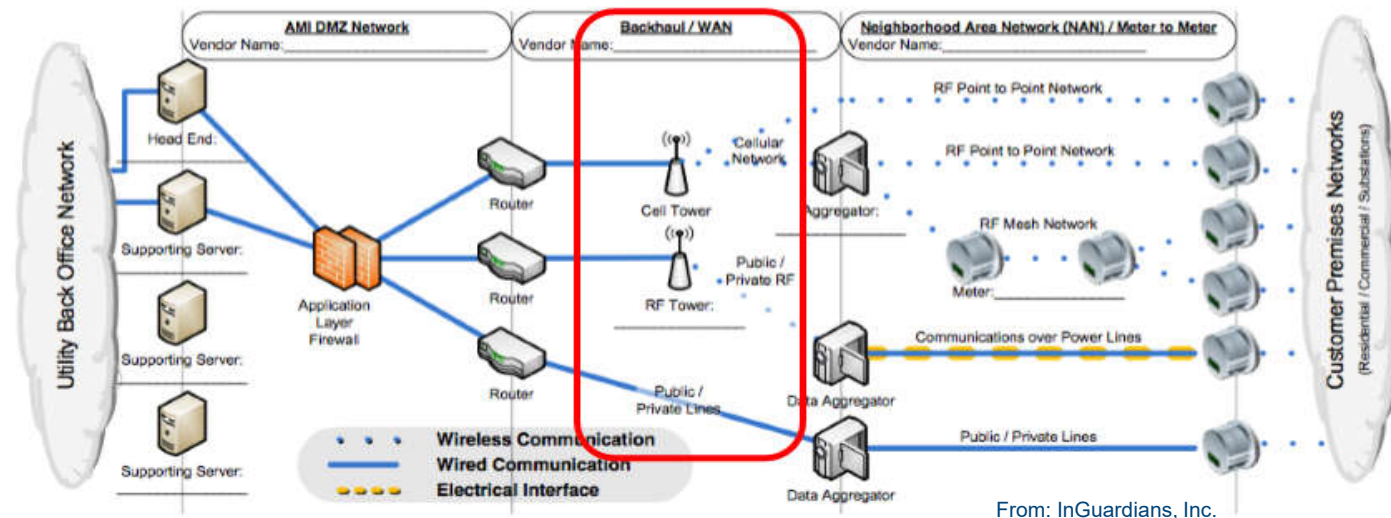 AMI DMZ Network
Vendor Name:
Backhaul / WAN
Vendor Name:
Neighborhood Area Network (NAN) / Meter to Meter
Vendor Name:
Utility Back Office Network
Head End:
Supporting Server:
Supporting Server:
Supporting Server:
Application
Layer
Firewall
Router
Router
Router
Cell Tower
RF Tower:
Cellular
Network
Public /
Private RF
Public /
Private Lines
Aggregator:
Data Aggregator
Data Aggregator
RF Point to Point Network
RF Point to Point Network
RF Mesh Network
Meter:
Communications over Power Lines
Public / Private Lines
Customer Premises Networks
(Residential / Commercial / Substations)
Wireless Communication
Wired Communication
Electrical Interface
From: InGuardians, Inc.